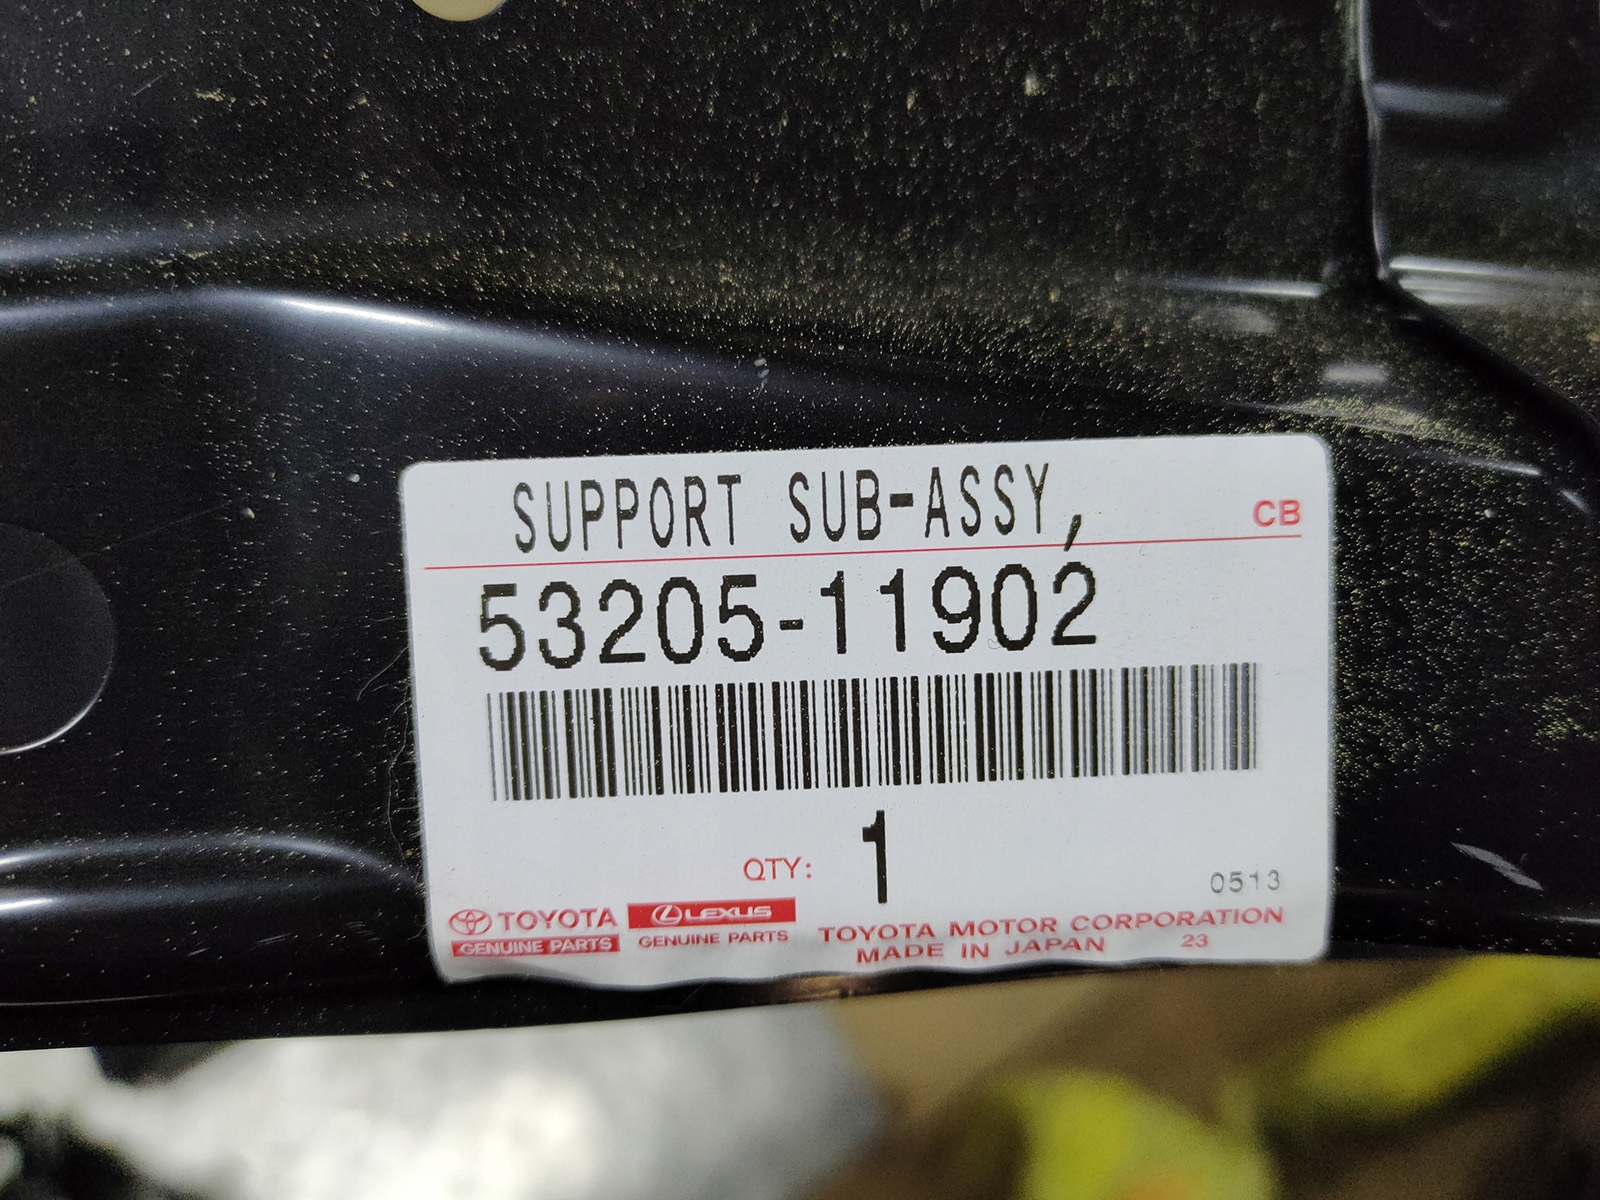 SUPPORT SUB-ASSY,
CB
53205-11902
QTY: 1
0513
TOYOTA
GENUINE PARTS
LEXUS
GENUINE PARTS
TOYOTA MOTOR CORPORATION
MADE IN JAPAN 23